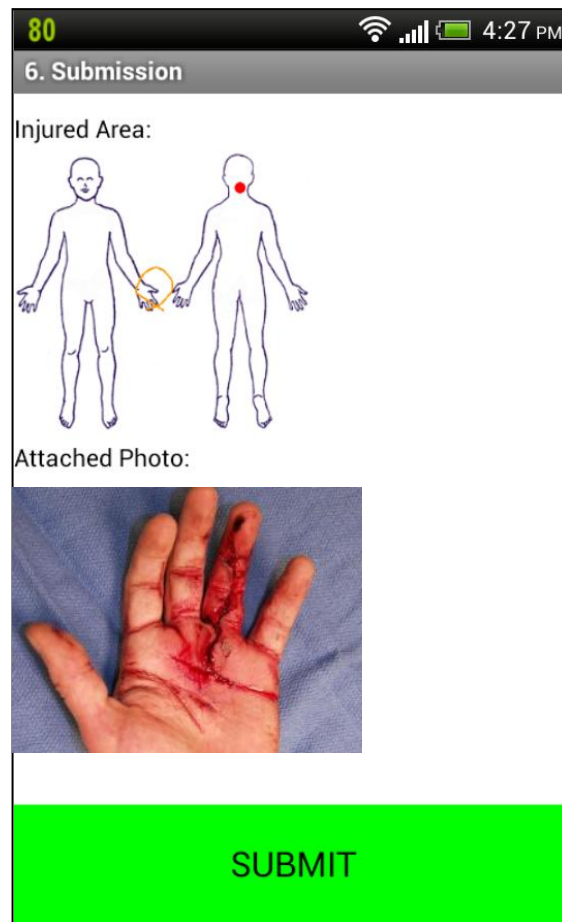 80 4:27 PM
6. Submission
Injured Area:
Attached Photo:
SUBMIT